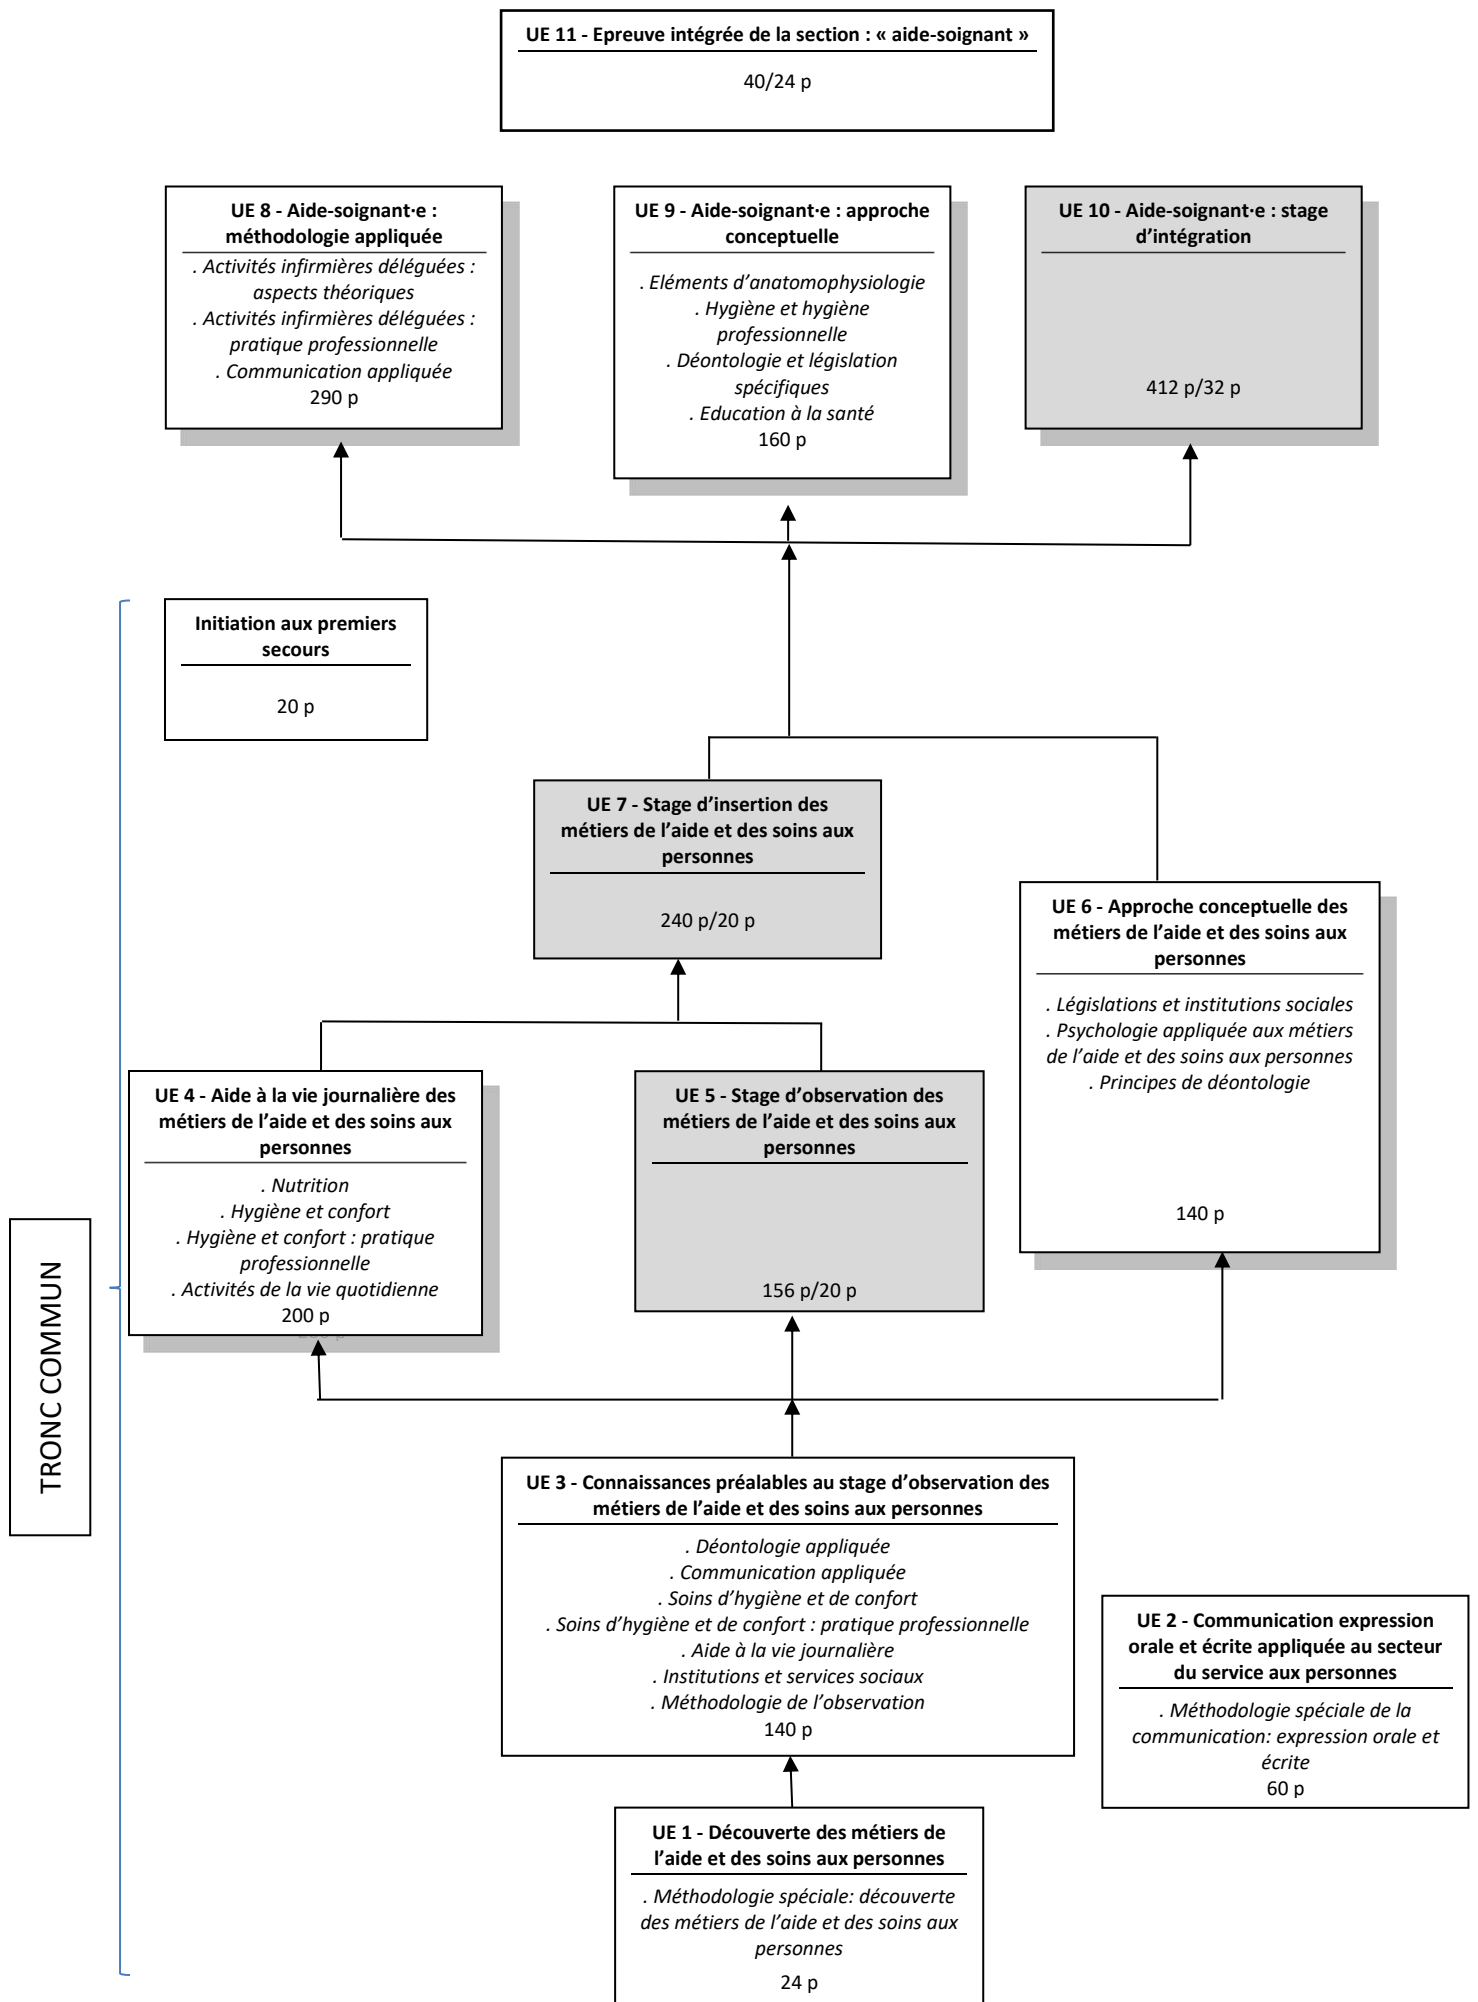 UE 11 - Epreuve intégrée de la section : « aide-soignant »
40/24 p
UE 8 - Aide-soignant·e :
méthodologie appliquée
. Activités infirmières déléguées :
aspects théoriques
. Activités infirmières déléguées :
pratique professionnelle
. Communication appliquée
290 p
UE 9 - Aide-soignant·e : approche
conceptuelle
. Eléments d’anatomophysiologie
. Hygiène et hygiène
professionnelle
. Déontologie et législation
spécifiques
. Education à la santé
160 p
UE 10 - Aide-soignant·e : stage
d’intégration
412 p/32 p
Initiation aux premiers
secours
20 p
UE 7 - Stage d’insertion des
métiers de l’aide et des soins aux
personnes
240 p/20 p
UE 6 - Approche conceptuelle des
métiers de l’aide et des soins aux
personnes
. Législations et institutions sociales
. Psychologie appliquée aux métiers
de l’aide et des soins aux personnes
. Principes de déontologie
140 p
UE 4 - Aide à la vie journalière des
métiers de l’aide et des soins aux
personnes
. Nutrition
. Hygiène et confort
. Hygiène et confort : pratique
professionnelle
. Activités de la vie quotidienne
200 p
UE 5 - Stage d’observation des
métiers de l’aide et des soins aux
personnes
156 p/20 p
TRONC COMMUN
UE 3 - Connaissances préalables au stage d’observation des
métiers de l’aide et des soins aux personnes
. Déontologie appliquée
. Communication appliquée
. Soins d’hygiène et de confort
. Soins d’hygiène et de confort : pratique professionnelle
. Aide à la vie journalière
. Institutions et services sociaux
. Méthodologie de l’observation
140 p
UE 2 - Communication expression
orale et écrite appliquée au secteur
du service aux personnes
. Méthodologie spéciale de la
communication: expression orale et
écrite
60 p
UE 1 - Découverte des métiers de
l’aide et des soins aux personnes
. Méthodologie spéciale: découverte
des métiers de l’aide et des soins aux
personnes
24 p